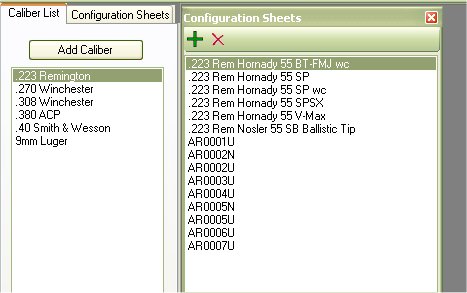 Caliber List
Configuration Sheets
Add Caliber
.223 Remington
.270 Winchester
.308 Winchester
.380 ACP
.40 Smith & Wesson
9mm Luger
Configuration Sheets
.223 Rem Hornady 55 BT-FMJ wc
.223 Rem Hornady 55 SP
.223 Rem Hornady 55 SP wc
.223 Rem Hornady 55 SPSX
.223 Rem Hornady 55 V-Max
.223 Rem Nosler 55 SB Ballistic Tip
AR0001U
AR0002N
AR0002U
AR0003U
AR0004U
AR0005N
AR0005U
AR0006U
AR0007U